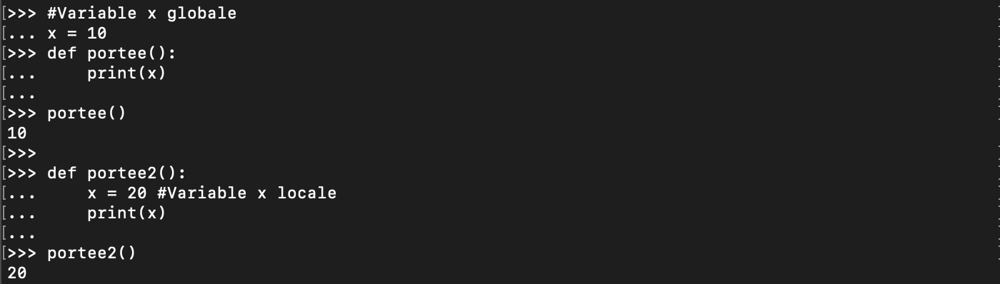 >>> #Variable x globale
... x = 10
>>> def portee():
...     print(x)
...
>>> portee()
10
>>>
>>> def portee2():
...     x = 20 #Variable x locale
...     print(x)
...
>>> portee2()
20